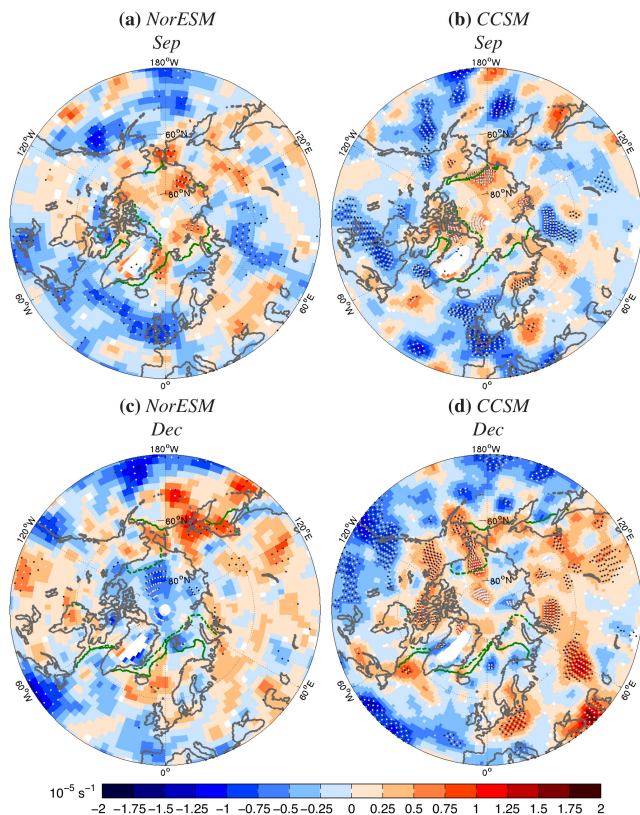 (a) NorESM (b) CCSM
Sep Sep
180°W 180°W
120°W 120°E 120°W 120°E
60°N 60°N
80°N 80°N
60°W 60°E 60°W 60°E
0° 0°
(c) NorESM (d) CCSM
Dec Dec
180°W 180°W
120°W 120°E 120°W 120°E
60°N 60°N
80°N 80°N
60°W 60°E 60°W 60°E
0° 0°
10⁻⁵ s⁻¹
-2 -1.75 -1.5 -1.25 -1 -0.75 -0.5 -0.25 0 0.25 0.5 0.75 1 1.25 1.5 1.75 2